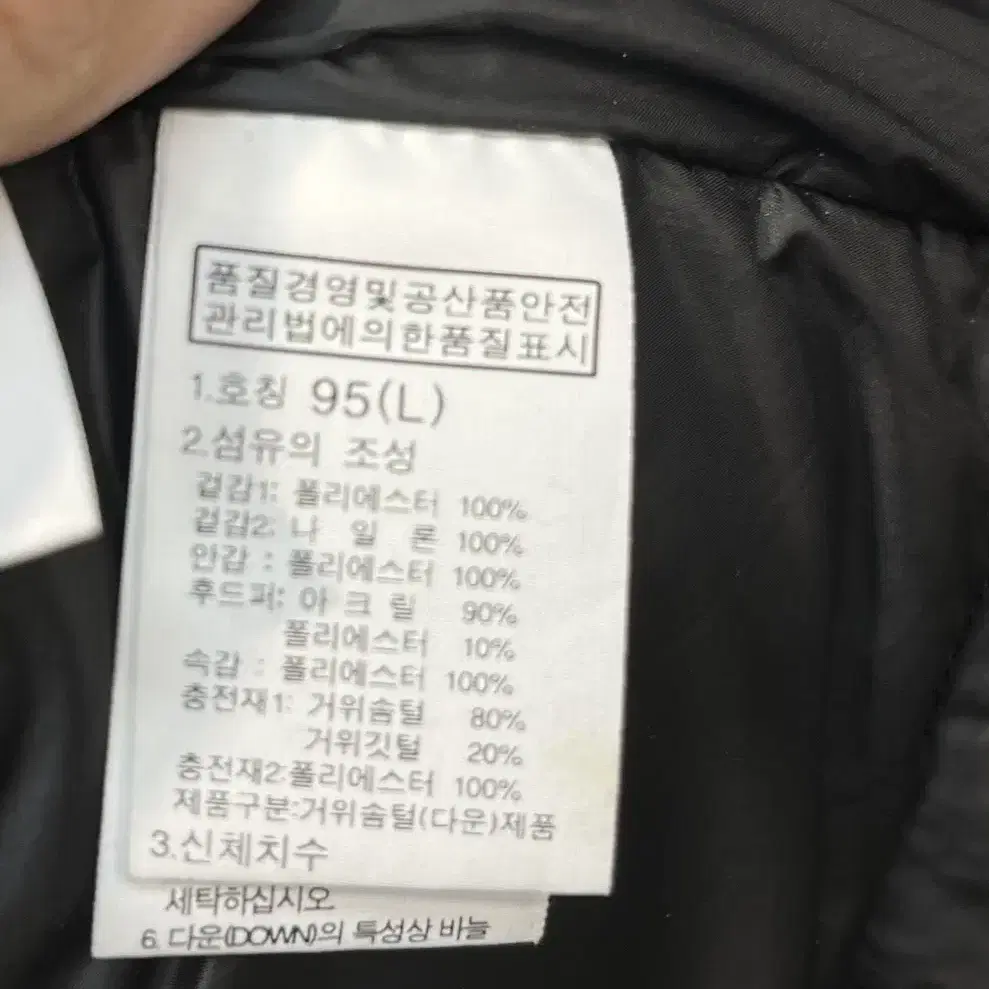 품질경영및공산품안전
관리법에의한품질표시
1.호칭 95(L)
2.섬유의 조성
겉감1: 폴리에스터 100%
겉감2: 나 일 론 100%
안감 : 폴리에스터 100%
후드퍼: 아 크 릴 90%
폴리에스터 10%
속감 : 폴리에스터 100%
충전재1: 거위솜털 80%
거위깃털 20%
충전재2:폴리에스터 100%
제품구분:거위솜털(다운)제품
3.신체치수
세탁하십시오
6. 다운(DOWN)의 특성상 바늘